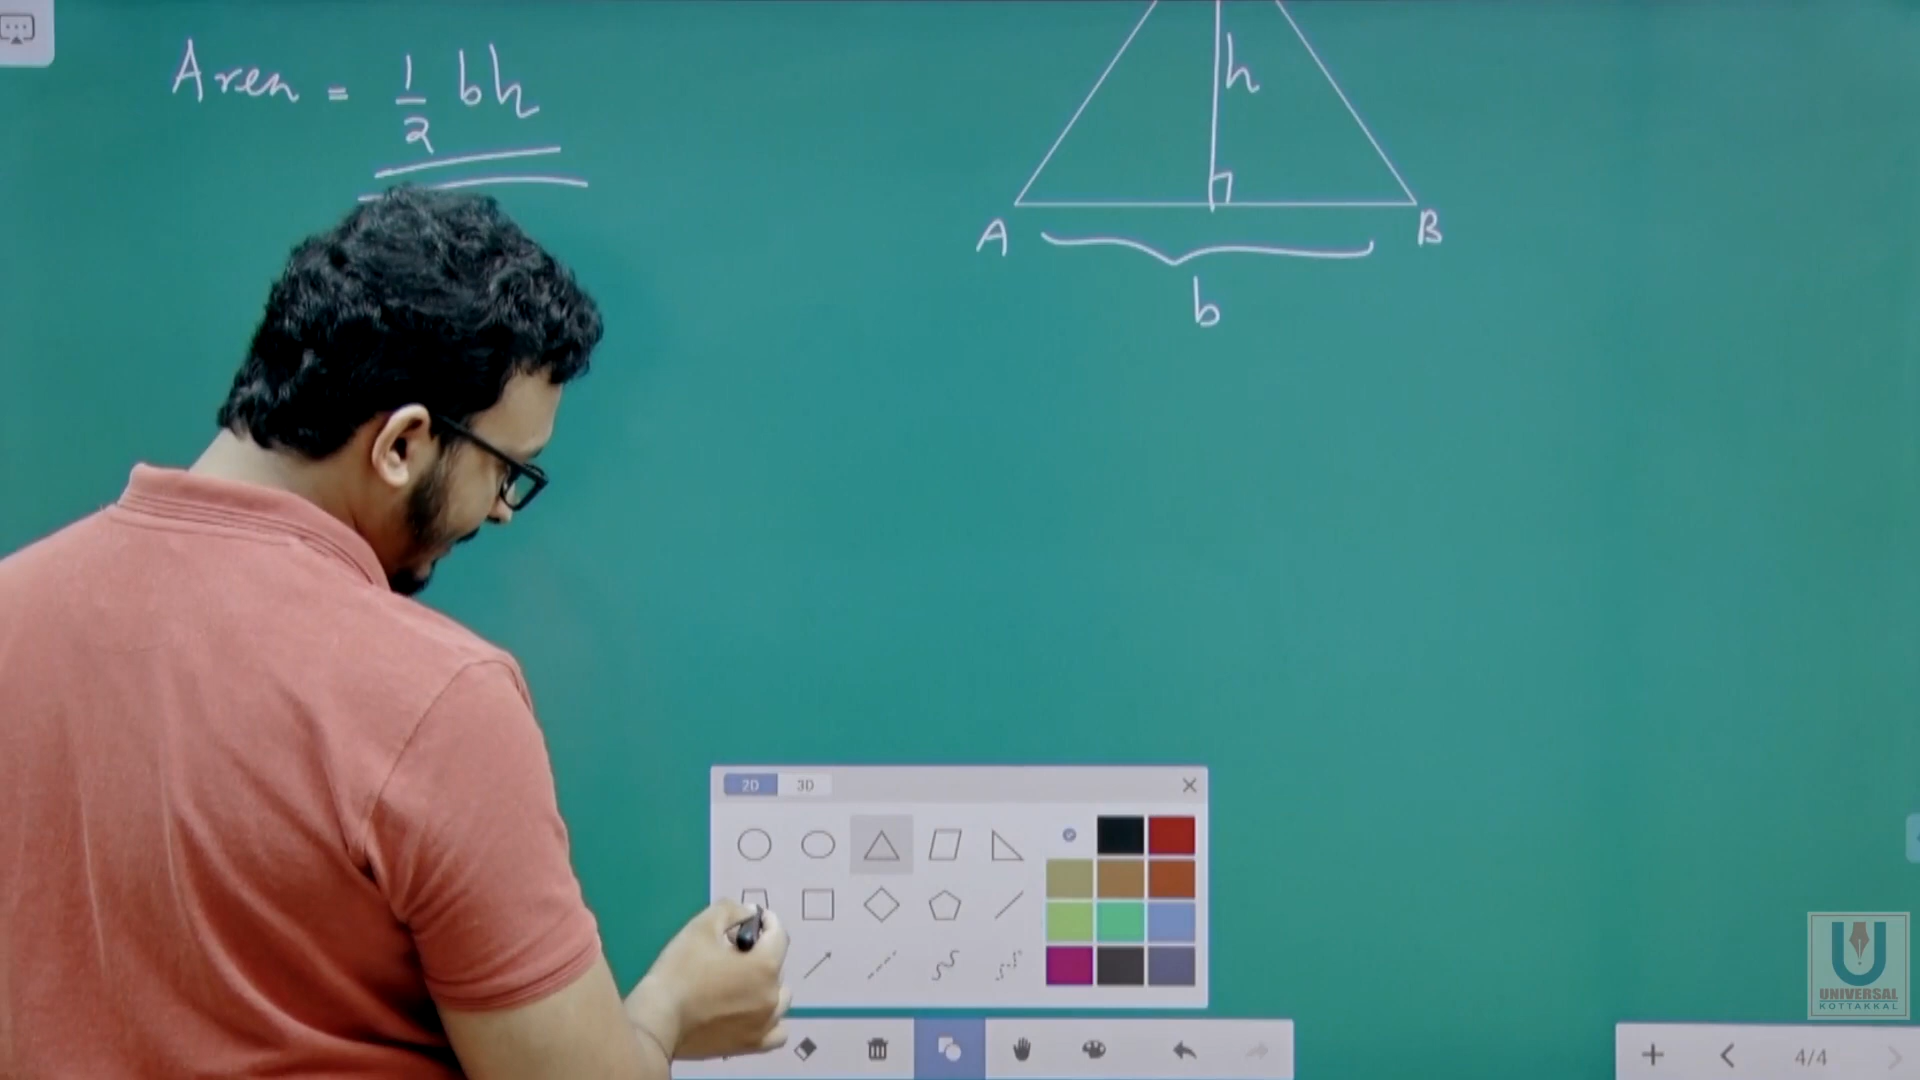 Area = 1/2 bh
h
A
B
b
2D 3D
4/4
UNIVERSAL
KOTTAKKAL